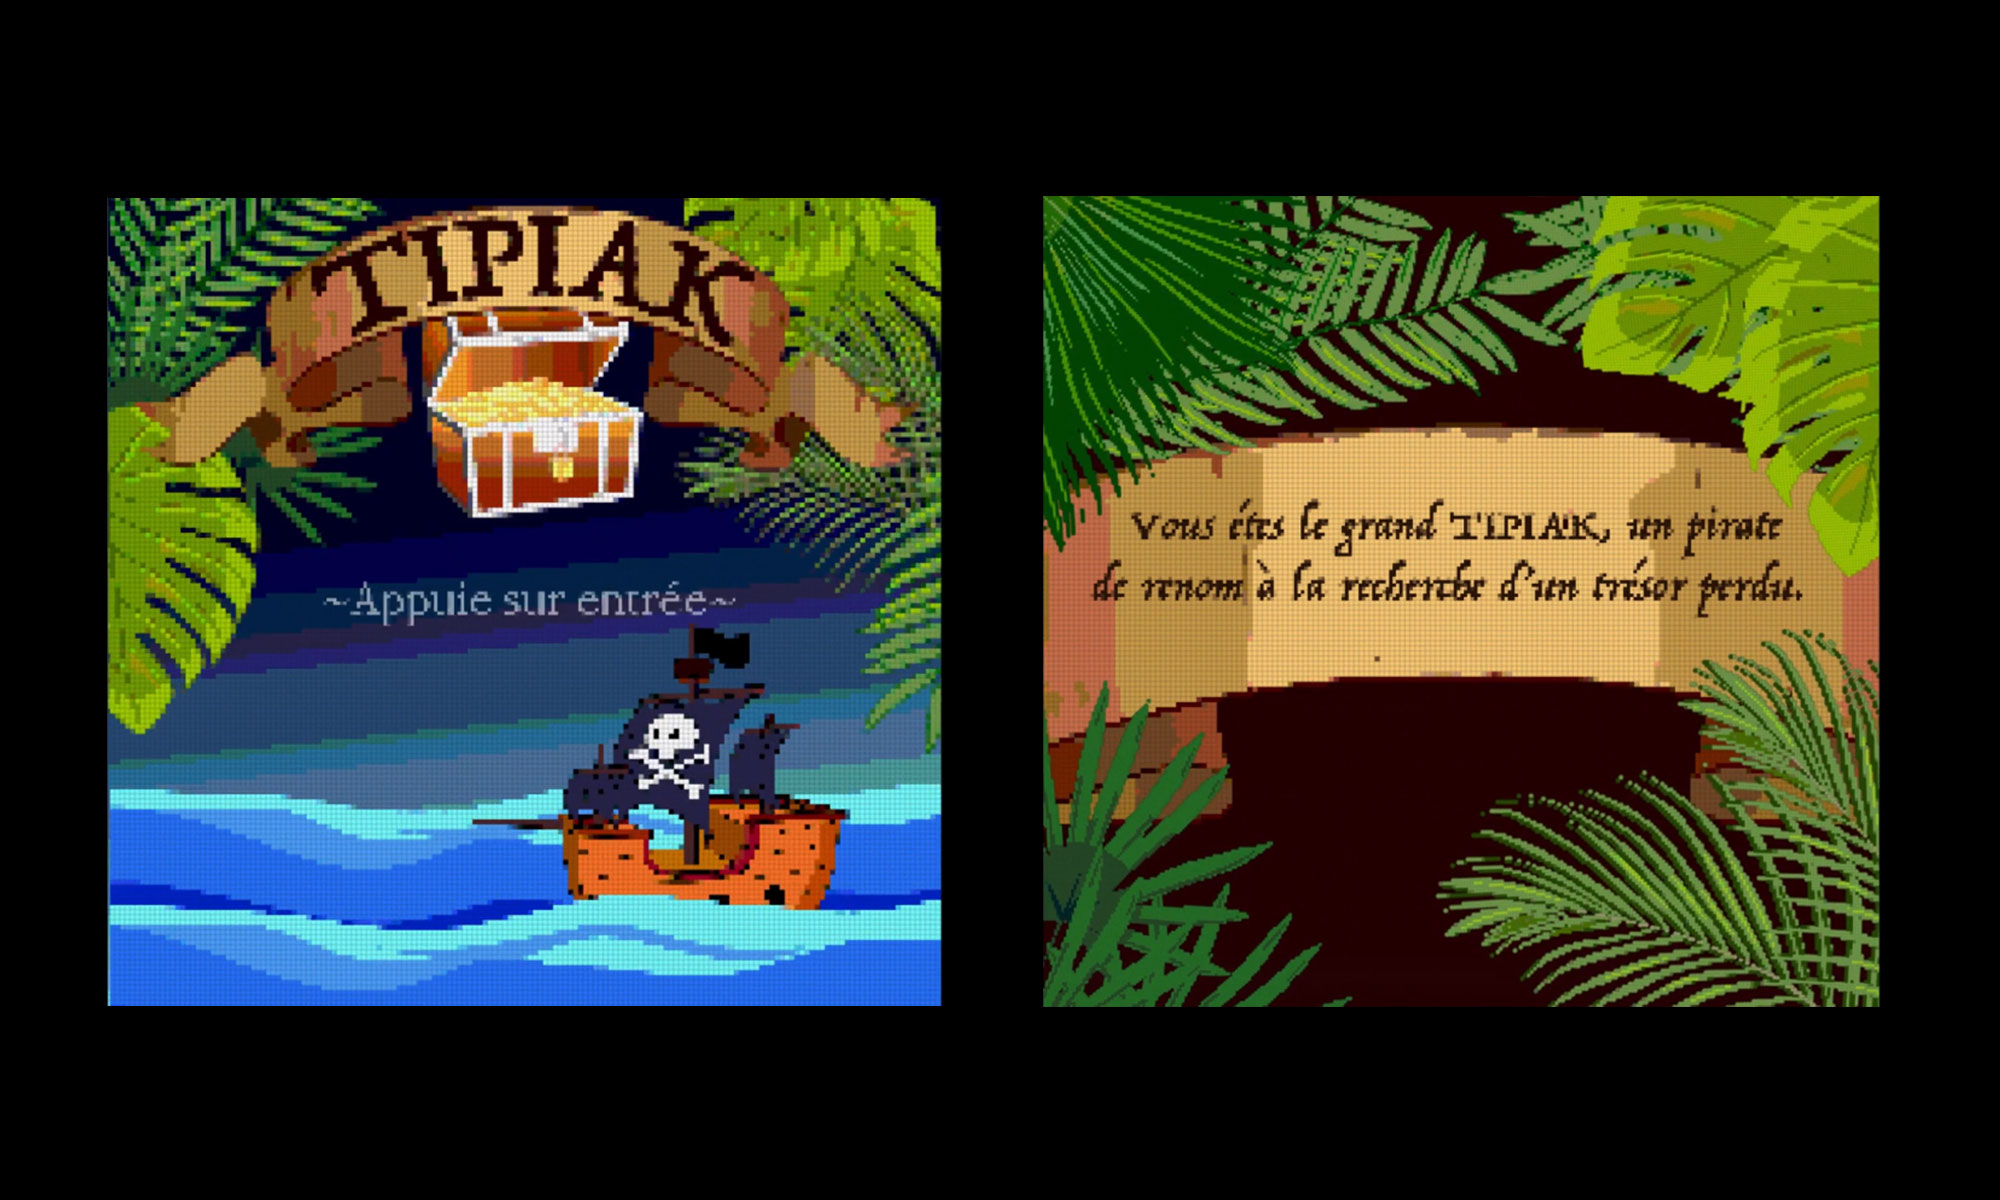 TIPIAK
~Appuie sur entrée~
Vous êtes le grand TIPIAK, un pirate
de renom à la recherche d'un trésor perdu.